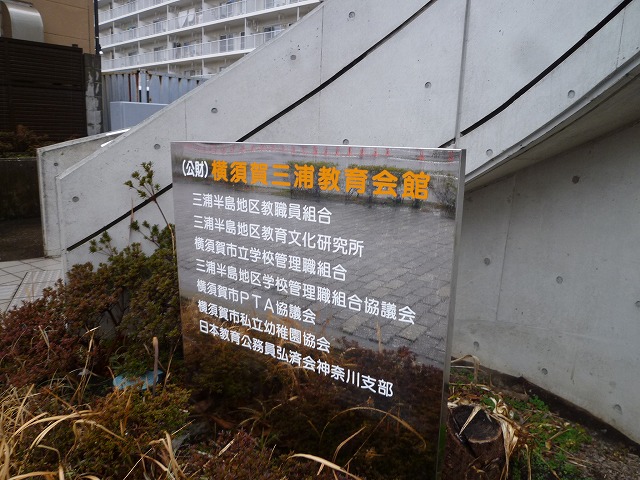 (公財)横須賀三浦教育会館
三浦半島地区教職員組合
三浦半島地区教育文化研究所
横須賀市立学校管理職組合
三浦半島地区学校管理職組合協議会
横須賀市PTA協議会
横須賀市私立幼稚園協会
日本教育公務員弘済会神奈川支部